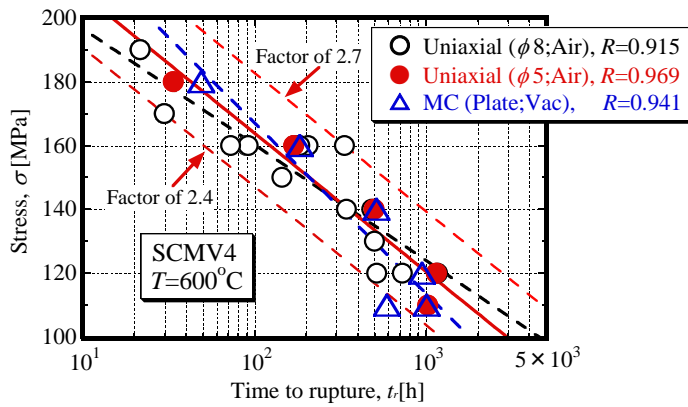 200
180
160
140
120
100
Stress, σ [MPa]
Factor of 2.7
Factor of 2.4
SCMV4
T=600°C
Uniaxial (ϕ8;Air), R=0.915
Uniaxial (ϕ5;Air), R=0.969
MC (Plate;Vac), R=0.941
10¹
10²
10³
5×10³
Time to rupture, tᵣ[h]